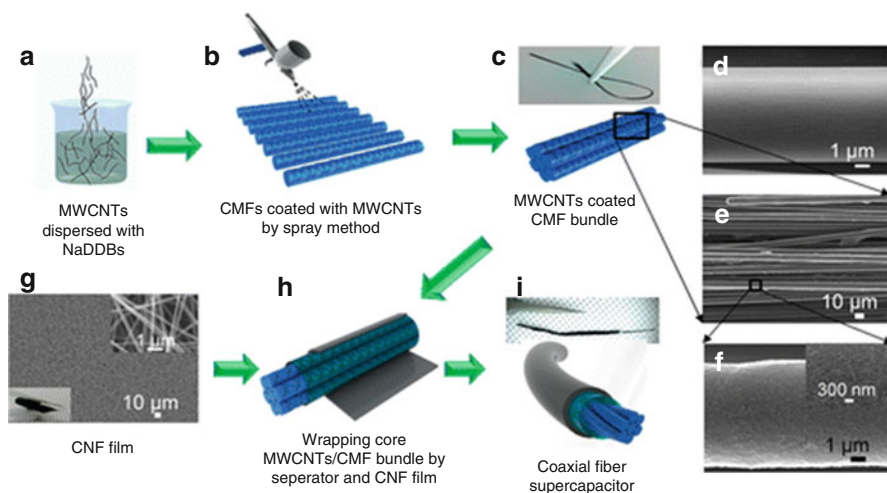 a
MWCNTs
dispersed with
NaDDBs
b
CMFs coated with MWCNTs
by spray method
c
MWCNTs coated
CMF bundle
d
1 µm
e
10 µm
f
300 nm
1 µm
g
1 µm
10 µm
CNF film
h
Wrapping core
MWCNTs/CMF bundle by
seperator and CNF film
i
Coaxial fiber
supercapacitor